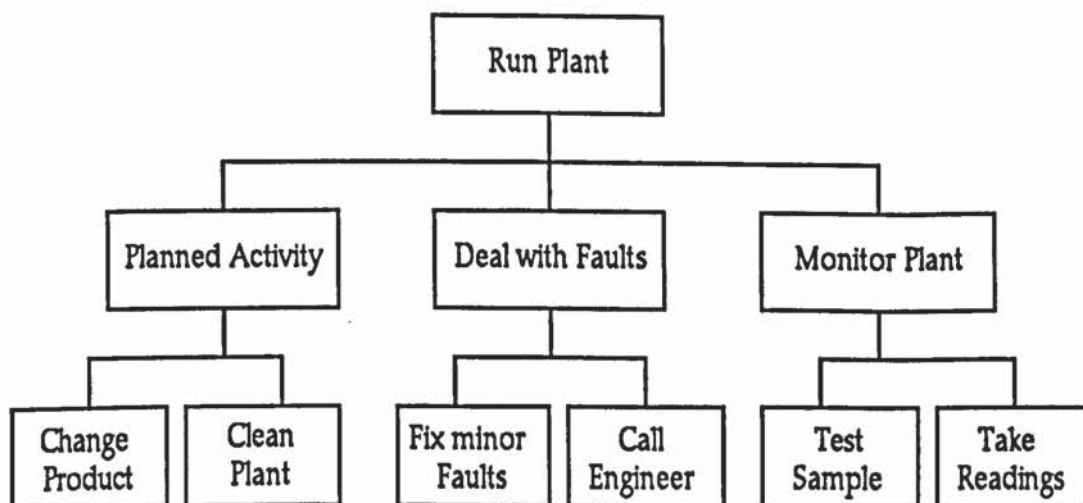 Run Plant
Planned Activity
Deal with Faults
Monitor Plant
Change
Product
Clean
Plant
Fix minor
Faults
Call
Engineer
Test
Sample
Take
Readings